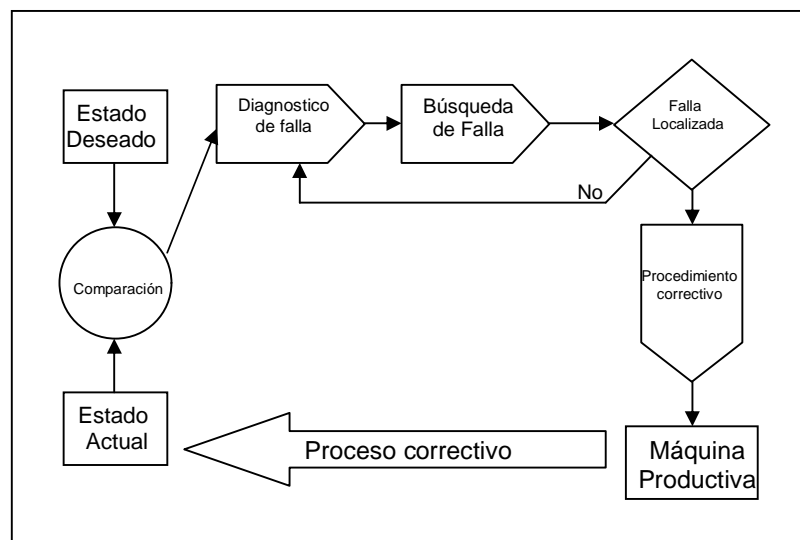 Estado
Deseado
Diagnostico
de falla
Búsqueda
de Falla
Falla
Localizada
No
Comparación
Procedimiento
correctivo
Estado
Actual
Proceso correctivo
Máquina
Productiva